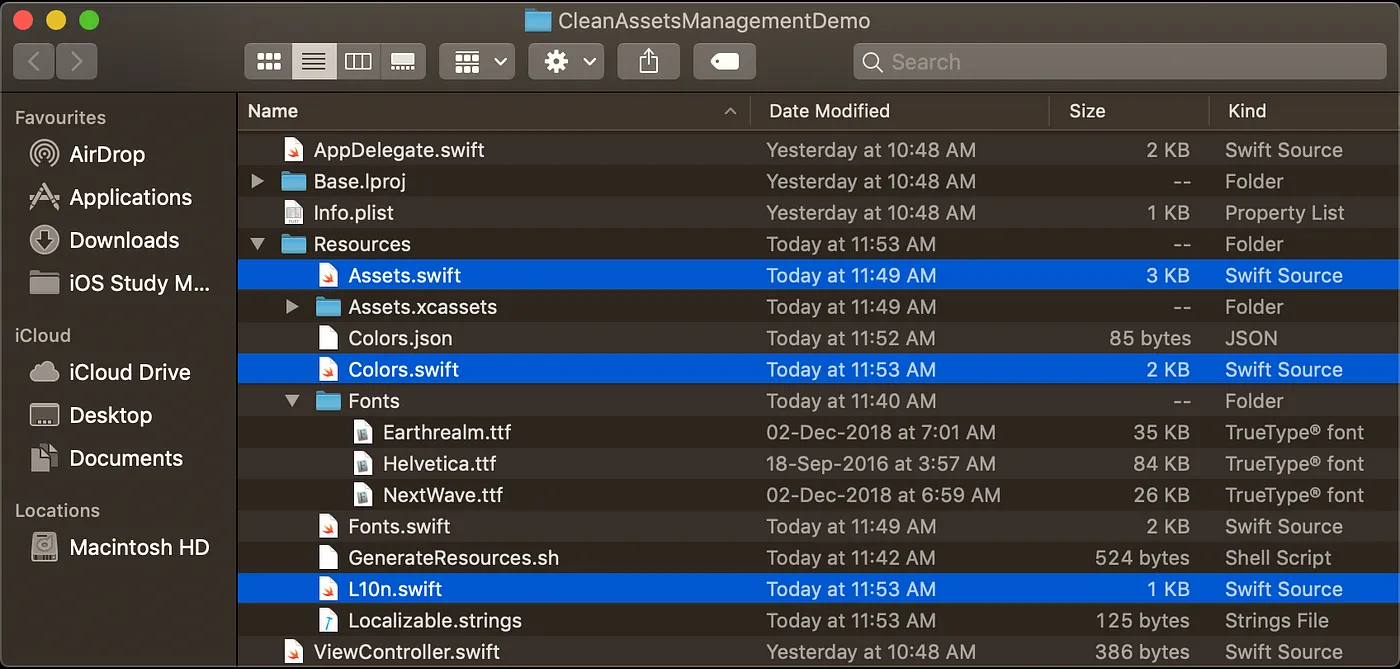 CleanAssetsManagementDemo
Search
Favourites
AirDrop
Applications
Downloads
iOS Study M...
iCloud
iCloud Drive
Desktop
Documents
Locations
Macintosh HD
Name Date Modified Size Kind
AppDelegate.swift Yesterday at 10:48 AM 2 KB Swift Source
Base.lproj Yesterday at 10:48 AM -- Folder
Info.plist Yesterday at 10:48 AM 1 KB Property List
Resources Today at 11:53 AM -- Folder
Assets.swift Today at 11:49 AM 3 KB Swift Source
Assets.xcassets Today at 11:49 AM -- Folder
Colors.json Today at 11:52 AM 85 bytes JSON
Colors.swift Today at 11:53 AM 2 KB Swift Source
Fonts Today at 11:40 AM -- Folder
Earthrealm.ttf 02-Dec-2018 at 7:01 AM 35 KB TrueType® font
Helvetica.ttf 18-Sep-2016 at 3:57 AM 84 KB TrueType® font
NextWave.ttf 02-Dec-2018 at 6:59 AM 26 KB TrueType® font
Fonts.swift Today at 11:49 AM 2 KB Swift Source
GenerateResources.sh Today at 11:42 AM 524 bytes Shell Script
L10n.swift Today at 11:53 AM 1 KB Swift Source
Localizable.strings Today at 11:53 AM 125 bytes Strings File
ViewController.swift Yesterday at 10:48 AM 386 bytes Swift Source